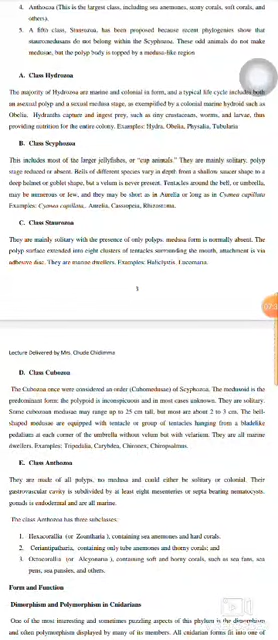 4. Anthozoa (This is the largest class, including sea anemones, stony corals, soft corals, and
others.
5. A fifth class, Staurozoa, has been proposed because recent phylogenies show that
stauromedusans do not belong within the Scyphozoa. These odd animals do not make
medusae, but the polyp body is topped by a medusa-like region
A. Class Hydrozoa
The majority of Hydrozoa are marine and colonial in form, and a typical life cycle includes both
an asexual polyp and a sexual medusa stage, as exemplified by a colonial marine hydroid such as
Obelia. Hydranths capture and ingest prey, such as tiny crustaceans, worms, and larvae, thus
providing nutrition for the entire colony. Examples: Hydra, Obelia, Physalia, Tubularia
B. Class Scyphozoa
This includes most of the larger jellyfishes, or “cup animals.” They are mainly solitary, polyp
stage reduced or absent. Bells of different species vary in depth from a shallow saucer shape to a
deep helmet or goblet shape, but a velum is never present. Tentacles around the bell, or umbrella,
may be numerous or few, and they may be short as in Aurelia or long as in Cyanea capillata
Examples: Cyanea capillata, Aurelia, Cassiopeia, Rhizostoma.
C. Class Staurozoa
They are mainly solitary with the presence of only polyps, medusa form is normally absent. The
polyp surface extended into eight clusters of tentacles surrounding the mouth, attachment is via
adhesive disc. They are marine dwellers. Examples: Haliclystis, Lucernaria.
3
Lecture Delivered by Mrs. Chude Chidimma
D. Class Cubozoa
The Cubozoa once were considered an order (Cubomedusae) of Scyphozoa. The medusoid is the
predominant form; the polypoid is inconspicuous and in most cases unknown. They are solitary.
Some cubozoan medusae may range up to 25 cm tall, but most are about 2 to 3 cm. The bell-
shaped medusae are equipped with tentacle or group of tentacles hanging from a bladelike
pedalium at each corner of the umbrella without velum but with velarium. They are all marine
dwellers. Examples: Tripedalia, Carybdea, Chironex, Chiropsalmus.
E. Class Anthozoa
They are made of all polyps, no medusa and could either be solitary or colonial. Their
gastrovascular cavity is subdivided by at least eight mesenteries or septa bearing nematocysts.
gonads is endodermal and are all marine.
The class Anthozoa has three subclasses:
1. Hexacorallia (or Zoantharia ), containing sea anemones and hard corals.
2. Ceriantipatharia, containing only tube anemones and thorny corals; and
3. Octocorallia (or Alcyonaria ), containing soft and horny corals, such as sea fans, sea
pens, sea pansies, and others.
Form and Function
Dimorphism and Polymorphism in Cnidarians
One of the most interesting and sometimes puzzling aspects of this phylum is the dimorphism
and often polymorphism displayed by many of its members. All cnidarian forms fit into one of